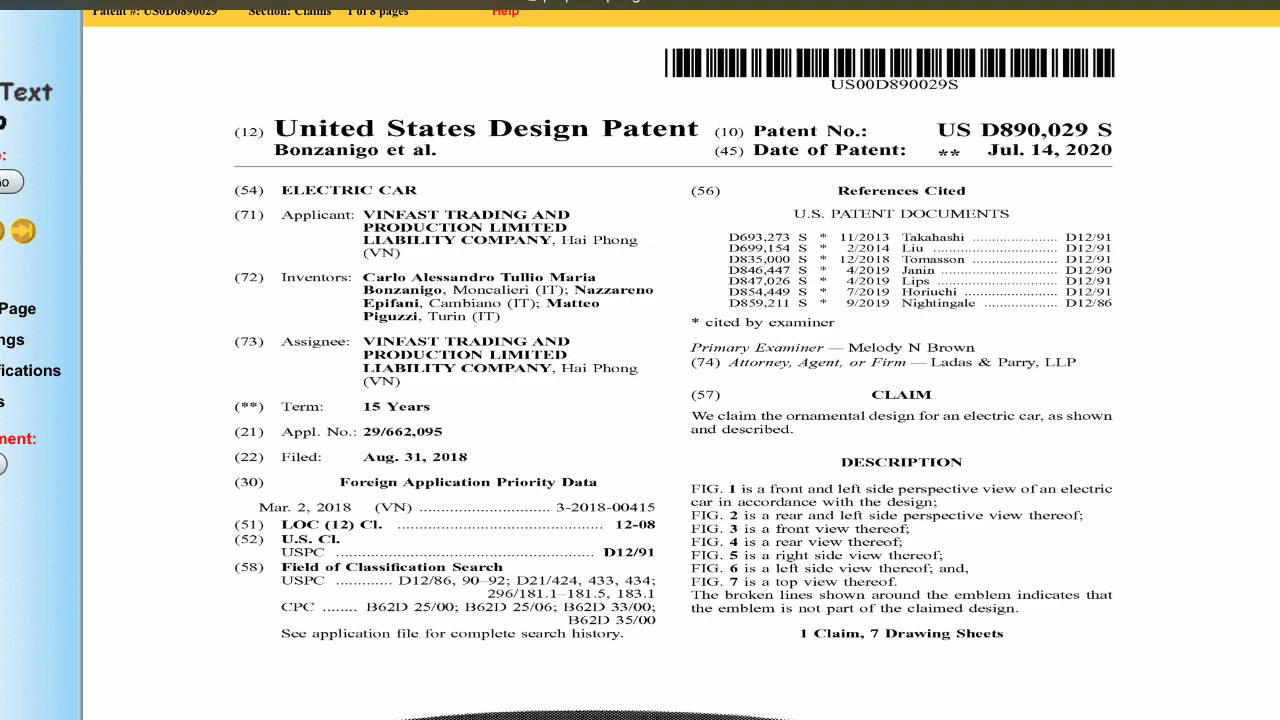 Patent #: US0D0890029 Section: Claims 1 of 8 pages Help
Text
Go
Page
US00D890029S
(12) United States Design Patent
Bonzanigo et al.
(10) Patent No.: US D890,029 S
(45) Date of Patent: ** Jul. 14, 2020
(54) ELECTRIC CAR
(71) Applicant: VINFAST TRADING AND
PRODUCTION LIMITED
LIABILITY COMPANY, Hai Phong
(VN)
(72) Inventors: Carlo Alessandro Tullio Maria
Bonzanigo, Moncalieri (IT); Nazzareno
Epifani, Cambiano (IT); Matteo
Piguzzi, Turin (IT)
(73) Assignee: VINFAST TRADING AND
PRODUCTION LIMITED
LIABILITY COMPANY, Hai Phong
(VN)
(**) Term: 15 Years
(21) Appl. No.: 29/662,095
(22) Filed: Aug. 31, 2018
(30) Foreign Application Priority Data
Mar. 2, 2018 (VN) .............................. 3-2018-00415
(51) LOC (12) Cl. ............................................... 12-08
(52) U.S. Cl.
USPC ............................................................ D12/91
(58) Field of Classification Search
USPC ............ D12/86, 90–92; D21/424, 433, 434;
296/181.1–181.5, 183.1
CPC ........ B62D 25/00; B62D 25/06; B62D 33/00;
B62D 35/00
See application file for complete search history.
(56) References Cited
U.S. PATENT DOCUMENTS
D693,273 S * 11/2013 Takahashi ...................... D12/91
D699,154 S * 2/2014 Liu ................................ D12/91
D835,000 S * 12/2018 Tomasson ...................... D12/91
D846,447 S * 4/2019 Janin .............................. D12/90
D847,026 S * 4/2019 Lips ................................ D12/91
D854,449 S * 7/2019 Horiuchi ........................ D12/91
D859,211 S * 9/2019 Nightingale .................... D12/86
* cited by examiner
Primary Examiner — Melody N Brown
(74) Attorney, Agent, or Firm — Ladas & Parry, LLP
(57) CLAIM
We claim the ornamental design for an electric car, as shown
and described.
DESCRIPTION
FIG. 1 is a front and left side perspective view of an electric
car in accordance with the design;
FIG. 2 is a rear and left side perspective view thereof;
FIG. 3 is a front view thereof;
FIG. 4 is a rear view thereof;
FIG. 5 is a right side view thereof;
FIG. 6 is a left side view thereof; and,
FIG. 7 is a top view thereof.
The broken lines shown around the emblem indicates that
the emblem is not part of the claimed design.
1 Claim, 7 Drawing Sheets